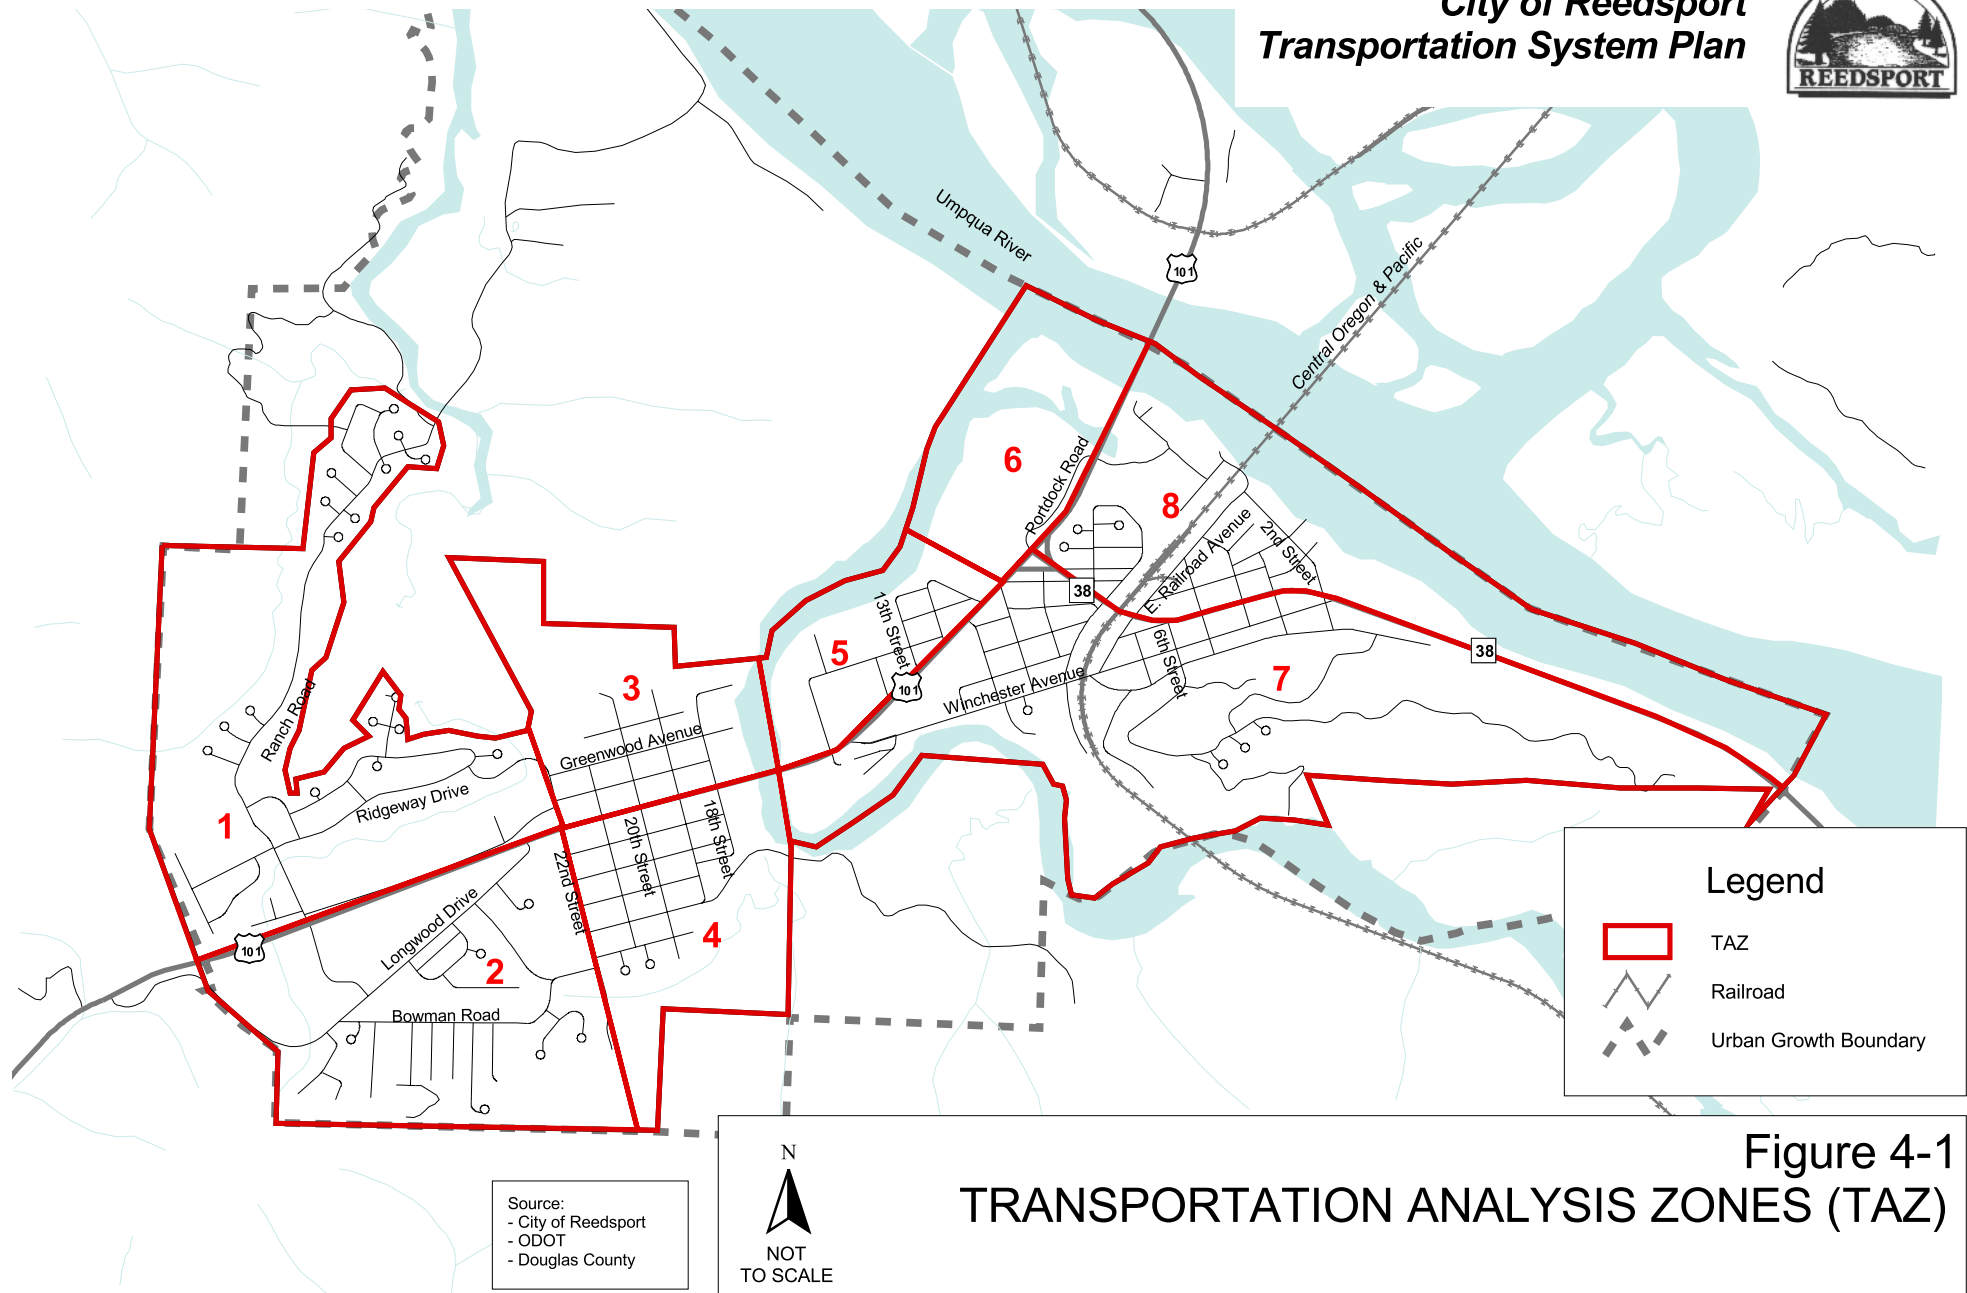 City of Reedsport
Transportation System Plan
REEDSPORT
Umpqua River
101
Central Oregon & Pacific
6
Portdock Road
8
2nd Street
E. Railroad Avenue
38
13th Street
5
6th Street
38
7
101
Winchester Avenue
3
Ranch Road
Greenwood Avenue
Ridgeway Drive
1
18th Street
20th Street
22nd Street
Longwood Drive
4
101
2
Bowman Road
Legend
TAZ
Railroad
Urban Growth Boundary
Figure 4-1
TRANSPORTATION ANALYSIS ZONES (TAZ)
N
NOT
TO SCALE
Source:
- City of Reedsport
- ODOT
- Douglas County